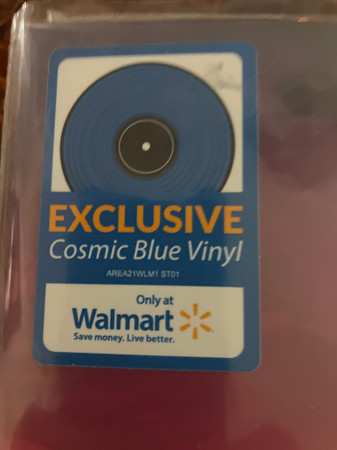 EXCLUSIVE
Cosmic Blue Vinyl
AREA21WLM1 ST01
Only at
Walmart
Save money. Live better.